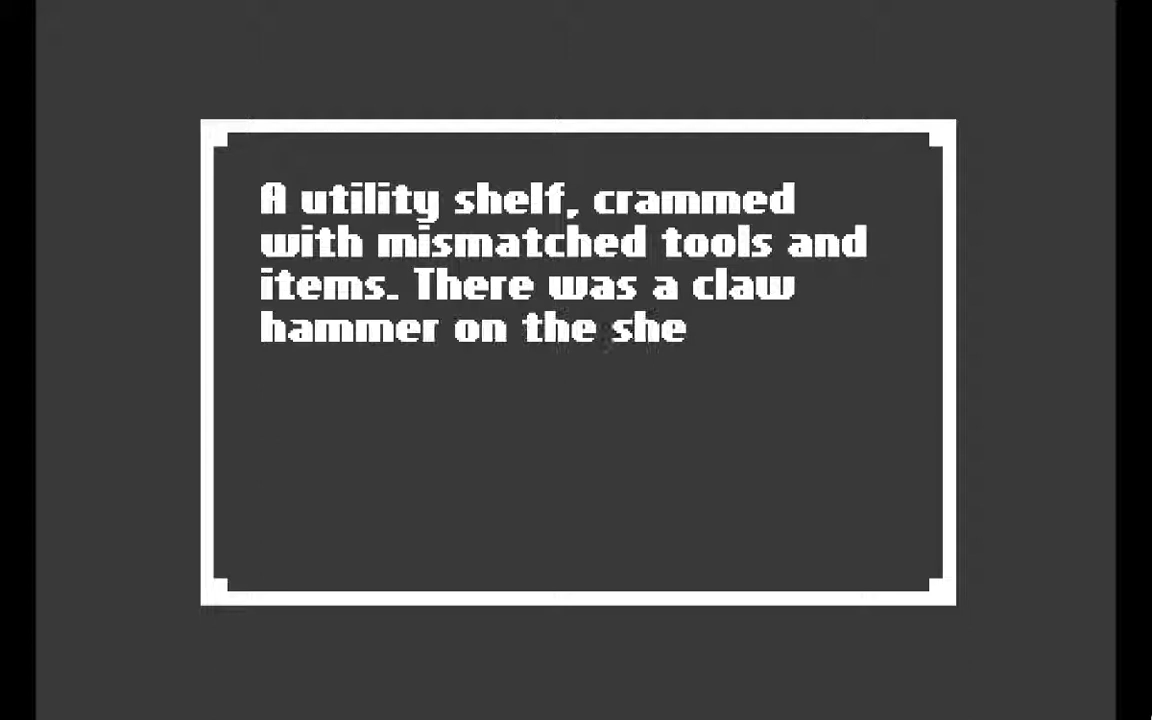 A utility shelf, crammed
with mismatched tools and
items. There was a claw
hammer on the she